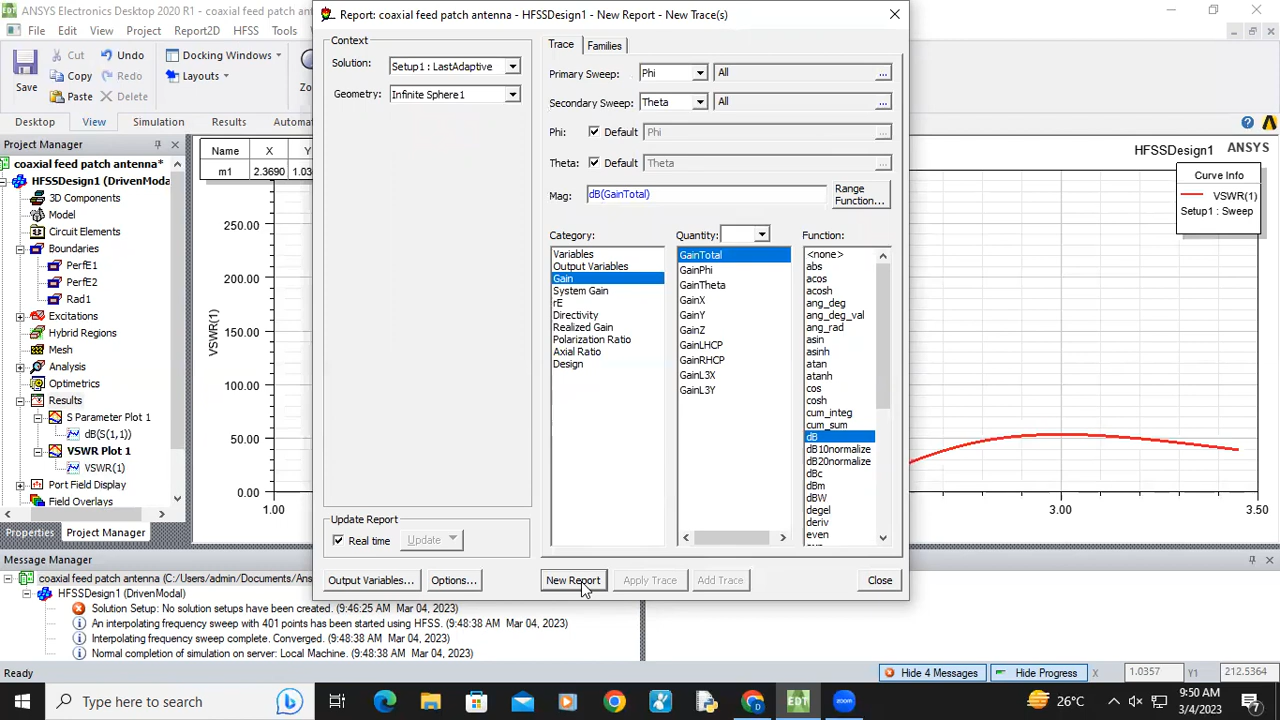 ANSYS Electronics Desktop 2020 R1 -
Report: coaxial feed patch antenna - HFSSDesign1 - New Report - New Trace(s)
File Edit View Project Report2D HFSS Tools
Save
Cut Undo
Copy Redo
Paste Delete
Docking Windows
Layouts
Zo
Desktop View Simulation Results Automa
Project Manager
coaxial feed patch antenna*
HFSSDesign1 (DrivenModa
3D Components
Model
Circuit Elements
Boundaries
PerfE1
PerfE2
Rad1
Excitations
Hybrid Regions
Mesh
Analysis
Optimetrics
Results
S Parameter Plot 1
dB(S(1,1))
VSWR Plot 1
VSWR(1)
Port Field Display
Field Overlays
Properties Project Manager
Name X Y
m1 2.3690 1.03
VSWR(1)
250.00
200.00
150.00
100.00
50.00
0.00
1.00
3.00
3.50
HFSSDesign1 ANSYS
Curve Info
VSWR(1)
Setup1 : Sweep
Context
Solution: Setup1 : LastAdaptive
Geometry: Infinite Sphere1
Update Report
Real time Update
Output Variables... Options...
Trace Families
Primary Sweep: Phi All ...
Secondary Sweep: Theta All ...
Phi: Default Phi ...
Theta: Default Theta ...
Mag: dB(GainTotal)
Range
Function...
Category:
Variables
Output Variables
Gain
System Gain
rE
Directivity
Realized Gain
Polarization Ratio
Axial Ratio
Design
Quantity:
GainTotal
GainPhi
GainTheta
GainX
GainY
GainZ
GainLHCP
GainRHCP
GainL3X
GainL3Y
Function:
<none>
abs
acos
acosh
ang_deg
ang_deg_val
ang_rad
asin
asinh
atan
atanh
cos
cosh
cum_integ
cum_sum
dB
dB10normalize
dB20normalize
dBc
dBm
dBW
degel
deriv
even
New Report Apply Trace Add Trace Close
Message Manager
coaxial feed patch antenna (C:/Users/admin/Documents/Ans
HFSSDesign1 (DrivenModal)
Solution Setup: No solution setups have been created. (9:46:25 AM Mar 04, 2023)
An interpolating frequency sweep with 401 points has been started using HFSS. (9:48:38 AM Mar 04, 2023)
Interpolating frequency sweep complete. Converged. (9:48:38 AM Mar 04, 2023)
Normal completion of simulation on server: Local Machine. (9:48:38 AM Mar 04, 2023)
Ready
Hide 4 Messages Hide Progress X 1.0357 Y1 212.5364
Type here to search
26°C
9:50 AM
3/4/2023
7